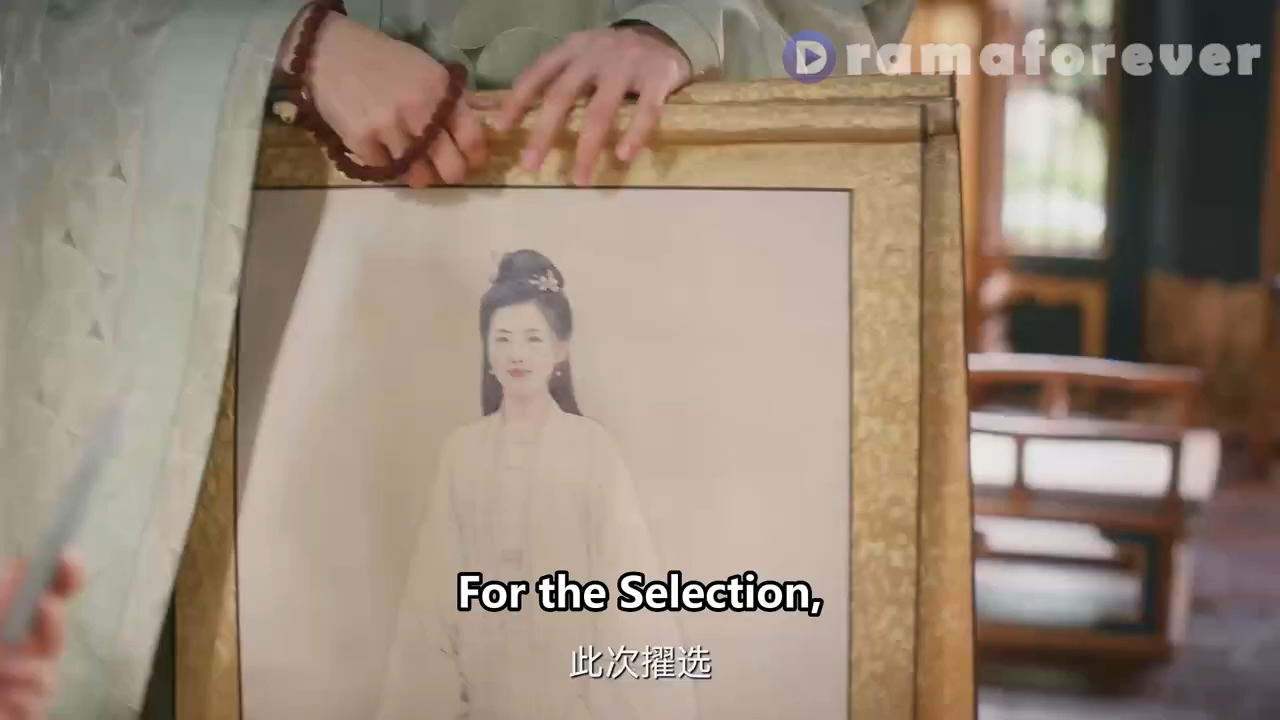 Dramaforever
For the Selection,
此次擢选